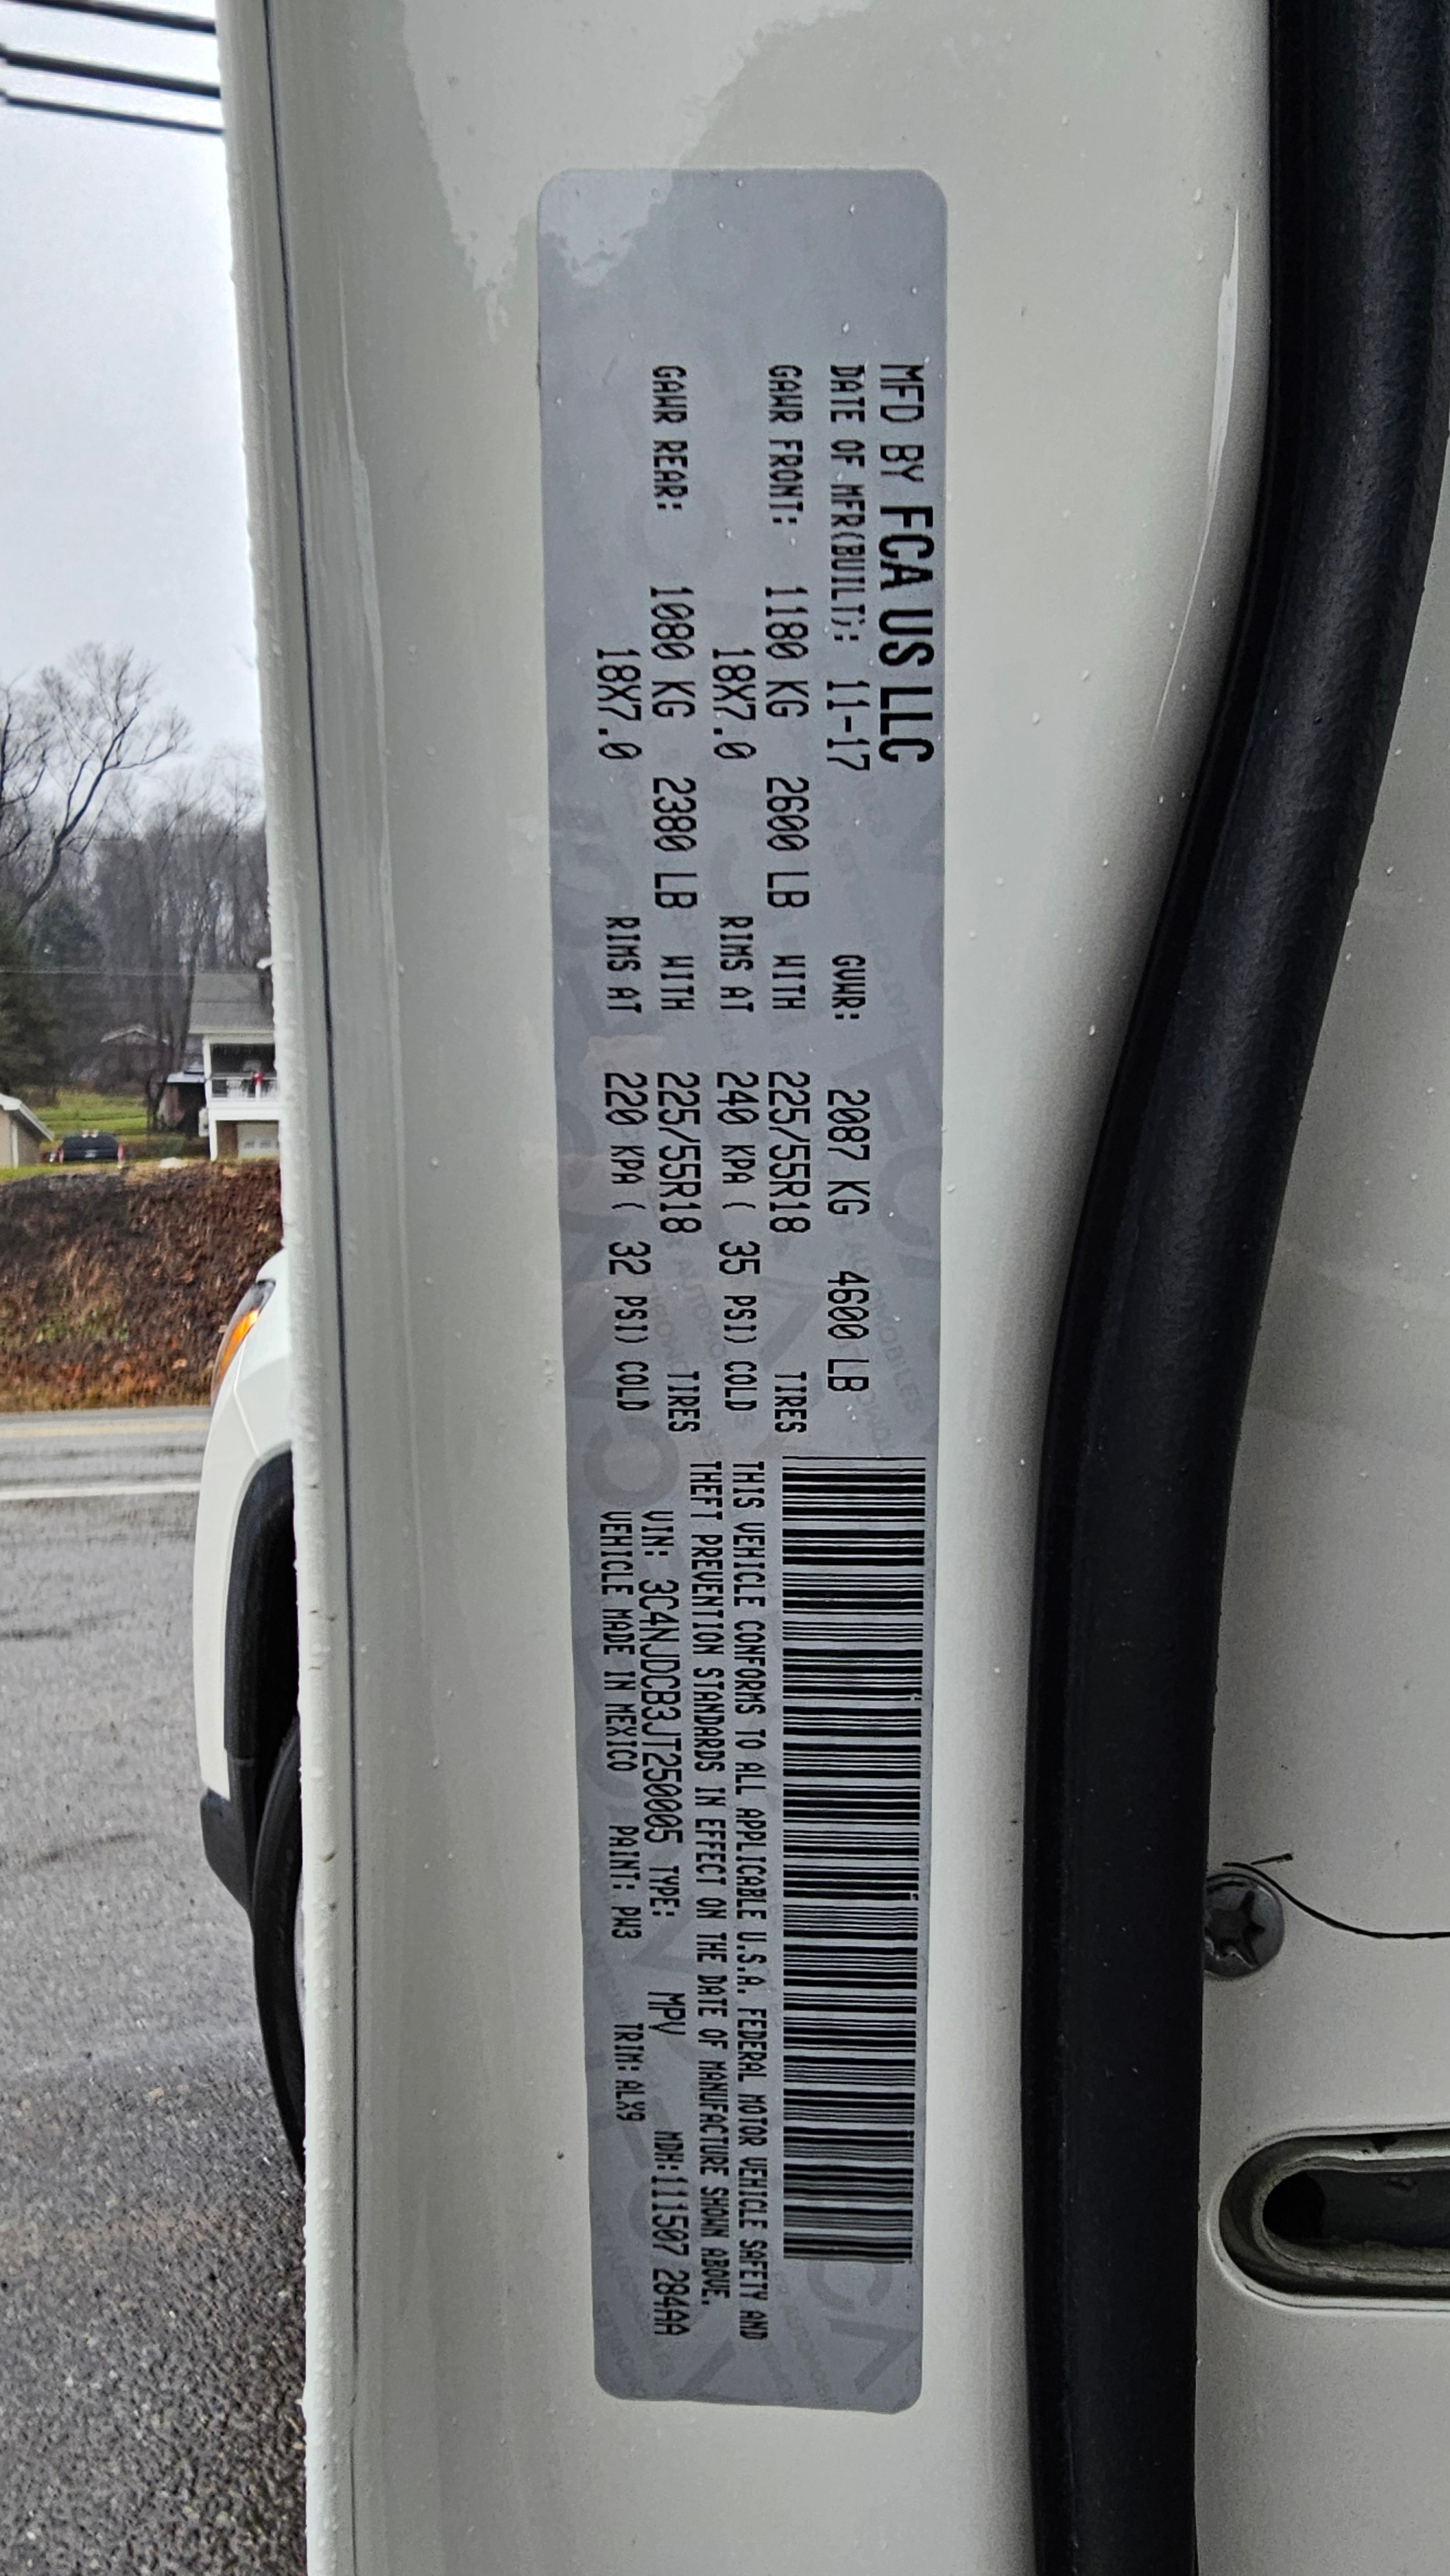 MFD BY FCA US LLC
DATE OF MFR(BUILT): 11-17 GVWR: 2087 KG 4600 LB
GAWR FRONT: 1180 KG 2600 LB WITH 225/55R18 TIRES
18X7.0 RIMS AT 240 KPA ( 35 PSI) COLD
GAWR REAR: 1080 KG 2380 LB WITH 225/55R18 TIRES
18X7.0 RIMS AT 220 KPA ( 32 PSI) COLD
THIS VEHICLE CONFORMS TO ALL APPLICABLE U.S.A. FEDERAL MOTOR VEHICLE SAFETY AND
THEFT PREVENTION STANDARDS IN EFFECT ON THE DATE OF MANUFACTURE SHOWN ABOVE.
VIN: 3C4NJDCB3JT250005 TYPE: MPV MDH:111507 284AA
VEHICLE MADE IN MEXICO PAINT: PW3 TRIM: ALX9